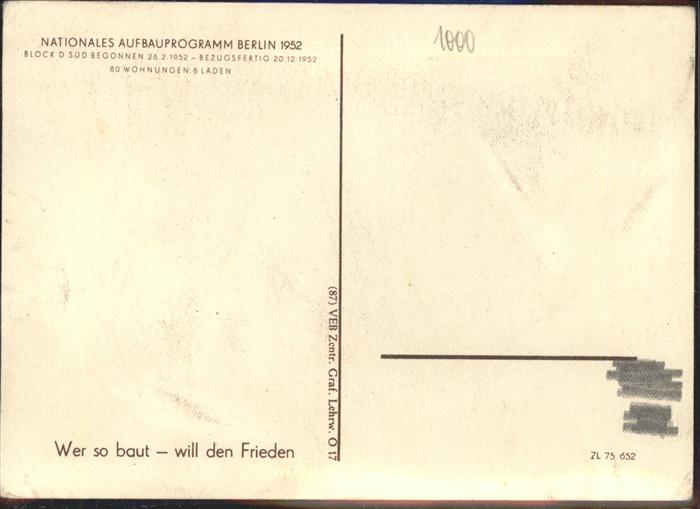 NATIONALES AUFBAUPROGRAMM BERLIN 1952
BLOCK D SÜD BEGONNEN 26.2.1952 – BEZUGSFERTIG 20.12.1952
80 WOHNUNGEN 8 LÄDEN
1000
(87) VEB Zentr. Graf. Lehrw. O 17
Wer so baut – will den Frieden
ZL 75 652